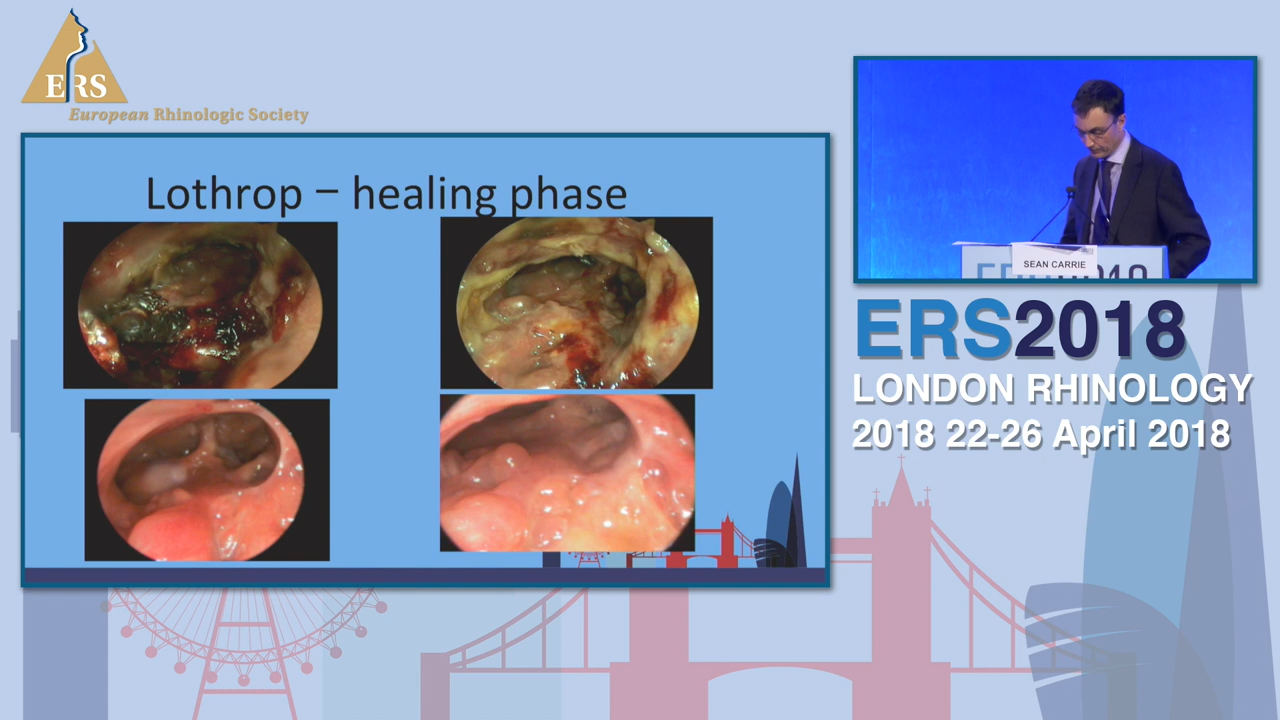 ERS
European Rhinologic Society
Lothrop – healing phase
SEAN CARRIE
ERS2018
LONDON RHINOLOGY
2018 22-26 April 2018